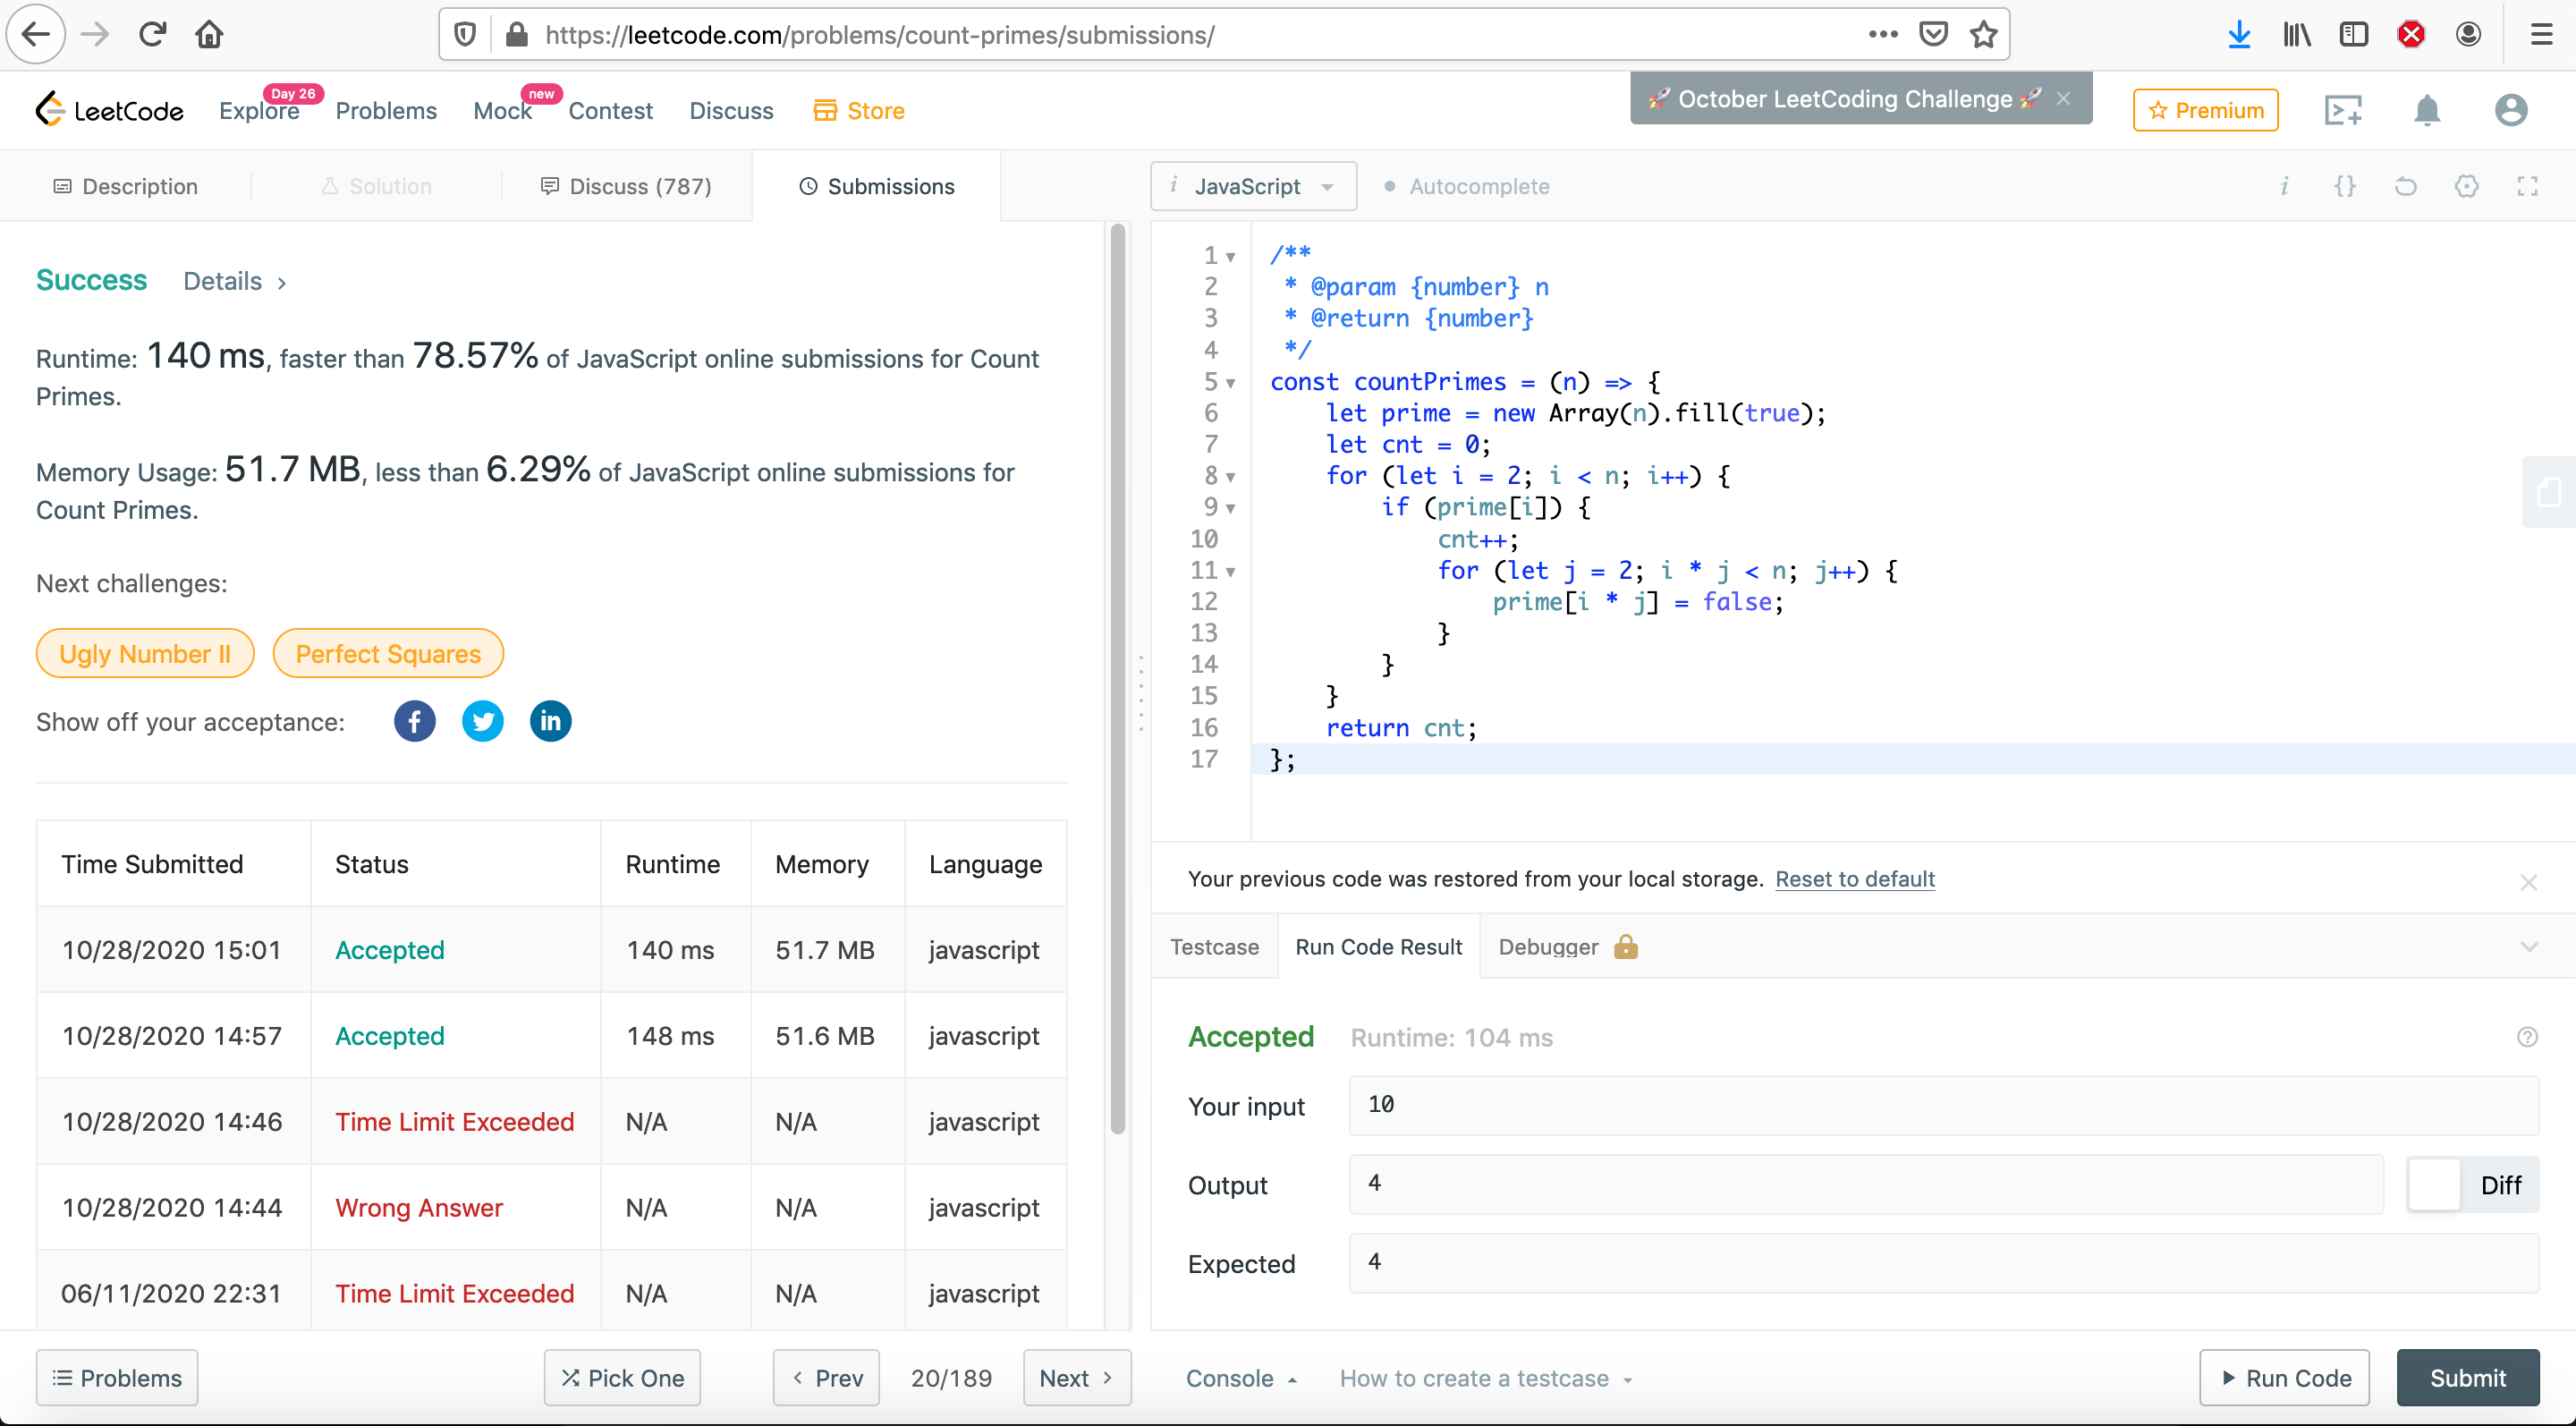 https://leetcode.com/problems/count-primes/submissions/
LeetCode
Explore
Day 26
Problems
Mock
new
Contest
Discuss
Store
🚀 October LeetCoding Challenge 🚀
Premium
Description
Solution
Discuss (787)
Submissions
Success Details >
Runtime: 140 ms, faster than 78.57% of JavaScript online submissions for Count
Primes.
Memory Usage: 51.7 MB, less than 6.29% of JavaScript online submissions for
Count Primes.
Next challenges:
Ugly Number II
Perfect Squares
Show off your acceptance:
Time Submitted Status Runtime Memory Language
10/28/2020 15:01 Accepted 140 ms 51.7 MB javascript
10/28/2020 14:57 Accepted 148 ms 51.6 MB javascript
10/28/2020 14:46 Time Limit Exceeded N/A N/A javascript
10/28/2020 14:44 Wrong Answer N/A N/A javascript
06/11/2020 22:31 Time Limit Exceeded N/A N/A javascript
Problems
Pick One
< Prev
20/189
Next >
i JavaScript
Autocomplete
1 /**
2  * @param {number} n
3  * @return {number}
4  */
5 const countPrimes = (n) => {
6     let prime = new Array(n).fill(true);
7     let cnt = 0;
8     for (let i = 2; i < n; i++) {
9         if (prime[i]) {
10             cnt++;
11             for (let j = 2; i * j < n; j++) {
12                 prime[i * j] = false;
13             }
14         }
15     }
16     return cnt;
17 };
Your previous code was restored from your local storage. Reset to default
Testcase
Run Code Result
Debugger
Accepted Runtime: 104 ms
Your input 10
Output 4
Diff
Expected 4
Console
How to create a testcase
Run Code
Submit